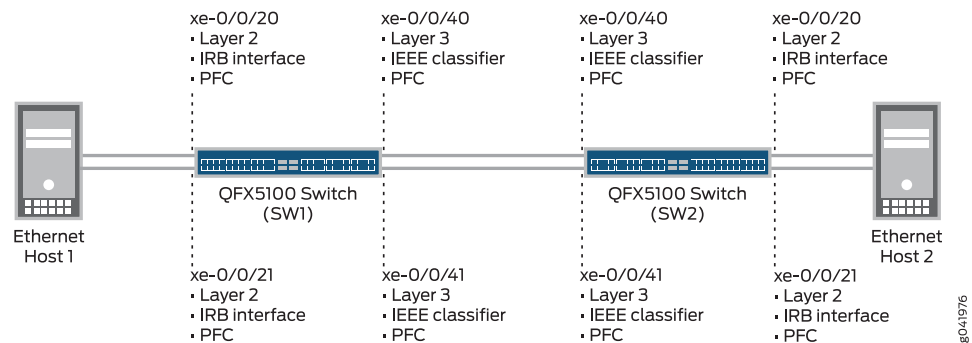 xe-0/0/20
▪ Layer 2
▪ IRB interface
▪ PFC
xe-0/0/40
▪ Layer 3
▪ IEEE classifier
▪ PFC
xe-0/0/40
▪ Layer 3
▪ IEEE classifier
▪ PFC
xe-0/0/20
▪ Layer 2
▪ IRB interface
▪ PFC
Ethernet
Host 1
QFX5100 Switch
(SW1)
QFX5100 Switch
(SW2)
Ethernet
Host 2
xe-0/0/21
▪ Layer 2
▪ IRB interface
▪ PFC
xe-0/0/41
▪ Layer 3
▪ IEEE classifier
▪ PFC
xe-0/0/41
▪ Layer 3
▪ IEEE classifier
▪ PFC
xe-0/0/21
▪ Layer 2
▪ IRB interface
▪ PFC
g041976